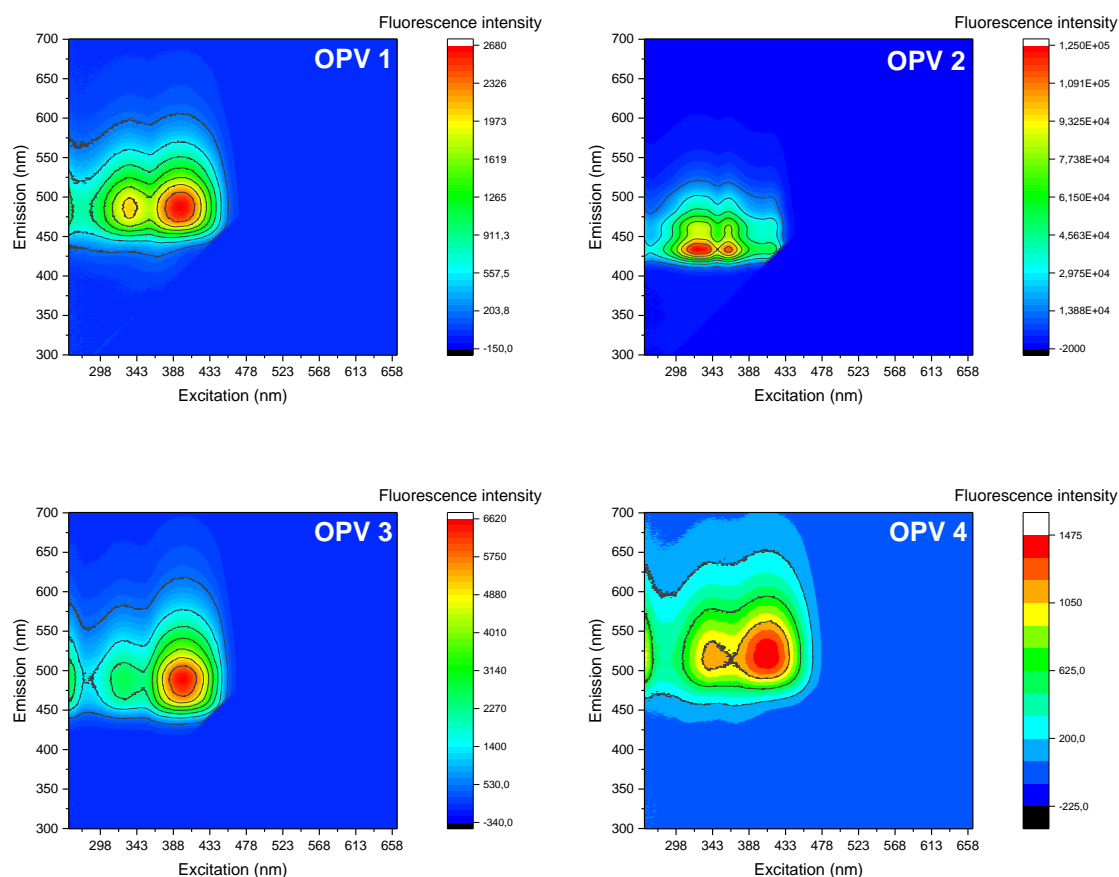 Fluorescence intensity
OPV 1
700
650
600
550
500
450
400
350
300
Emission (nm)
298 343 388 433 478 523 568 613 658
Excitation (nm)
2680
2326
1973
1619
1265
911,3
557,5
203,8
-150,0
Fluorescence intensity
OPV 2
700
650
600
550
500
450
400
350
300
Emission (nm)
298 343 388 433 478 523 568 613 658
Excitation (nm)
1,250E+05
1,091E+05
9,325E+04
7,738E+04
6,150E+04
4,563E+04
2,975E+04
1,388E+04
-2000
Fluorescence intensity
OPV 3
700
650
600
550
500
450
400
350
300
Emission (nm)
298 343 388 433 478 523 568 613 658
Excitation (nm)
6620
5750
4880
4010
3140
2270
1400
530,0
-340,0
Fluorescence intensity
OPV 4
700
650
600
550
500
450
400
350
300
Emission (nm)
298 343 388 433 478 523 568 613 658
Excitation (nm)
1475
1050
625,0
200,0
-225,0